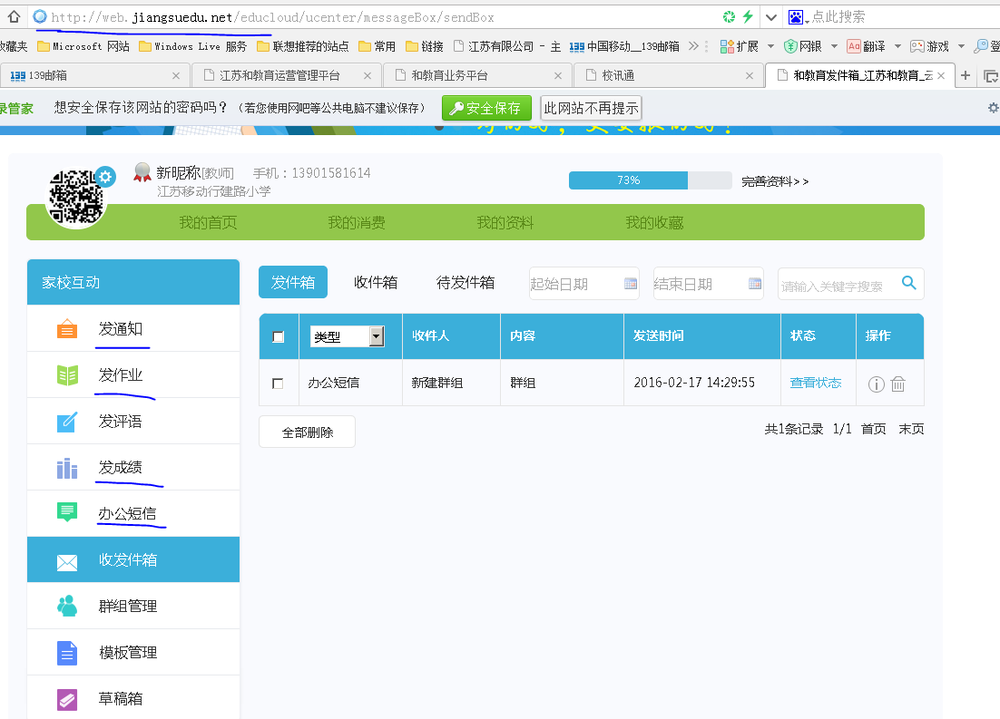 http://web.jiangsuedu.net/educloud/ucenter/messageBox/sendBox 点此搜索
收藏夹 Microsoft 网站 Windows Live 服务 联想推荐的站点 常用 链接 江苏有限公司 - 主 139 中国移动__139邮箱 扩展 网银 Aa 翻译 游戏 登
139 139邮箱 江苏和教育运营管理平台 和教育业务平台 校讯通 和教育发件箱_江苏和教育_云
录管家 想安全保存该网站的密码吗？ （若您使用网吧等公共电脑不建议保存） 安全保存 此网站不再提示
新昵称[教师] 手机：13901581614
江苏移动行建路小学
73% 完善资料>>
我的首页 我的消费 我的资料 我的收藏
家校互动
发通知
发作业
发评语
发成绩
办公短信
收发件箱
群组管理
模板管理
草稿箱
发件箱 收件箱 待发件箱 起始日期 结束日期 请输入关键字搜索
类型 收件人 内容 发送时间 状态 操作
办公短信 新建群组 群组 2016-02-17 14:29:55 查看状态
全部删除 共1条记录 1/1 首页 末页